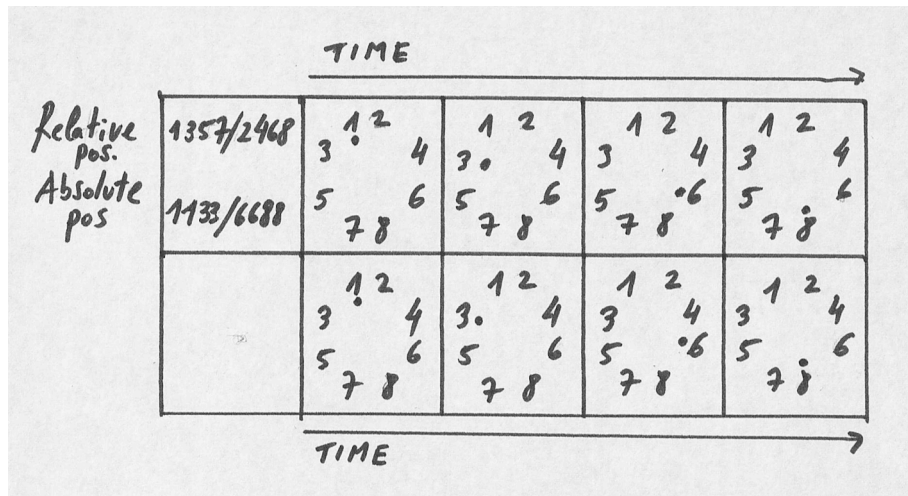 TIME
Relative pos.
Absolute pos
1357/2468
1133/6688
1 2 1 2 1 2 1 2
3 4 3 4 3 4 3 4
5 6 5 6 5 6 5 6
7 8 7 8 7 8 7 8
1 2 1 2 1 2 1 2
3 4 3 4 3 4 3 4
5 6 5 6 5 6 5 6
7 8 7 8 7 8 7 8
TIME